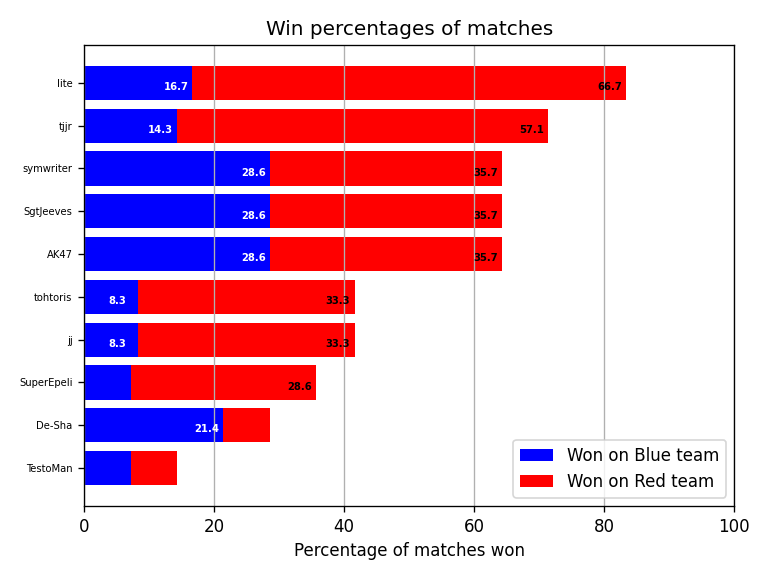 Win percentages of matches
lite 16.7 66.7
tjjr 14.3 57.1
symwriter 28.6 35.7
SgtJeeves 28.6 35.7
AK47 28.6 35.7
tohtoris 8.3 33.3
jj 8.3 33.3
SuperEpeli 28.6
De-Sha 21.4
TestoMan
Won on Blue team
Won on Red team
0 20 40 60 80 100
Percentage of matches won